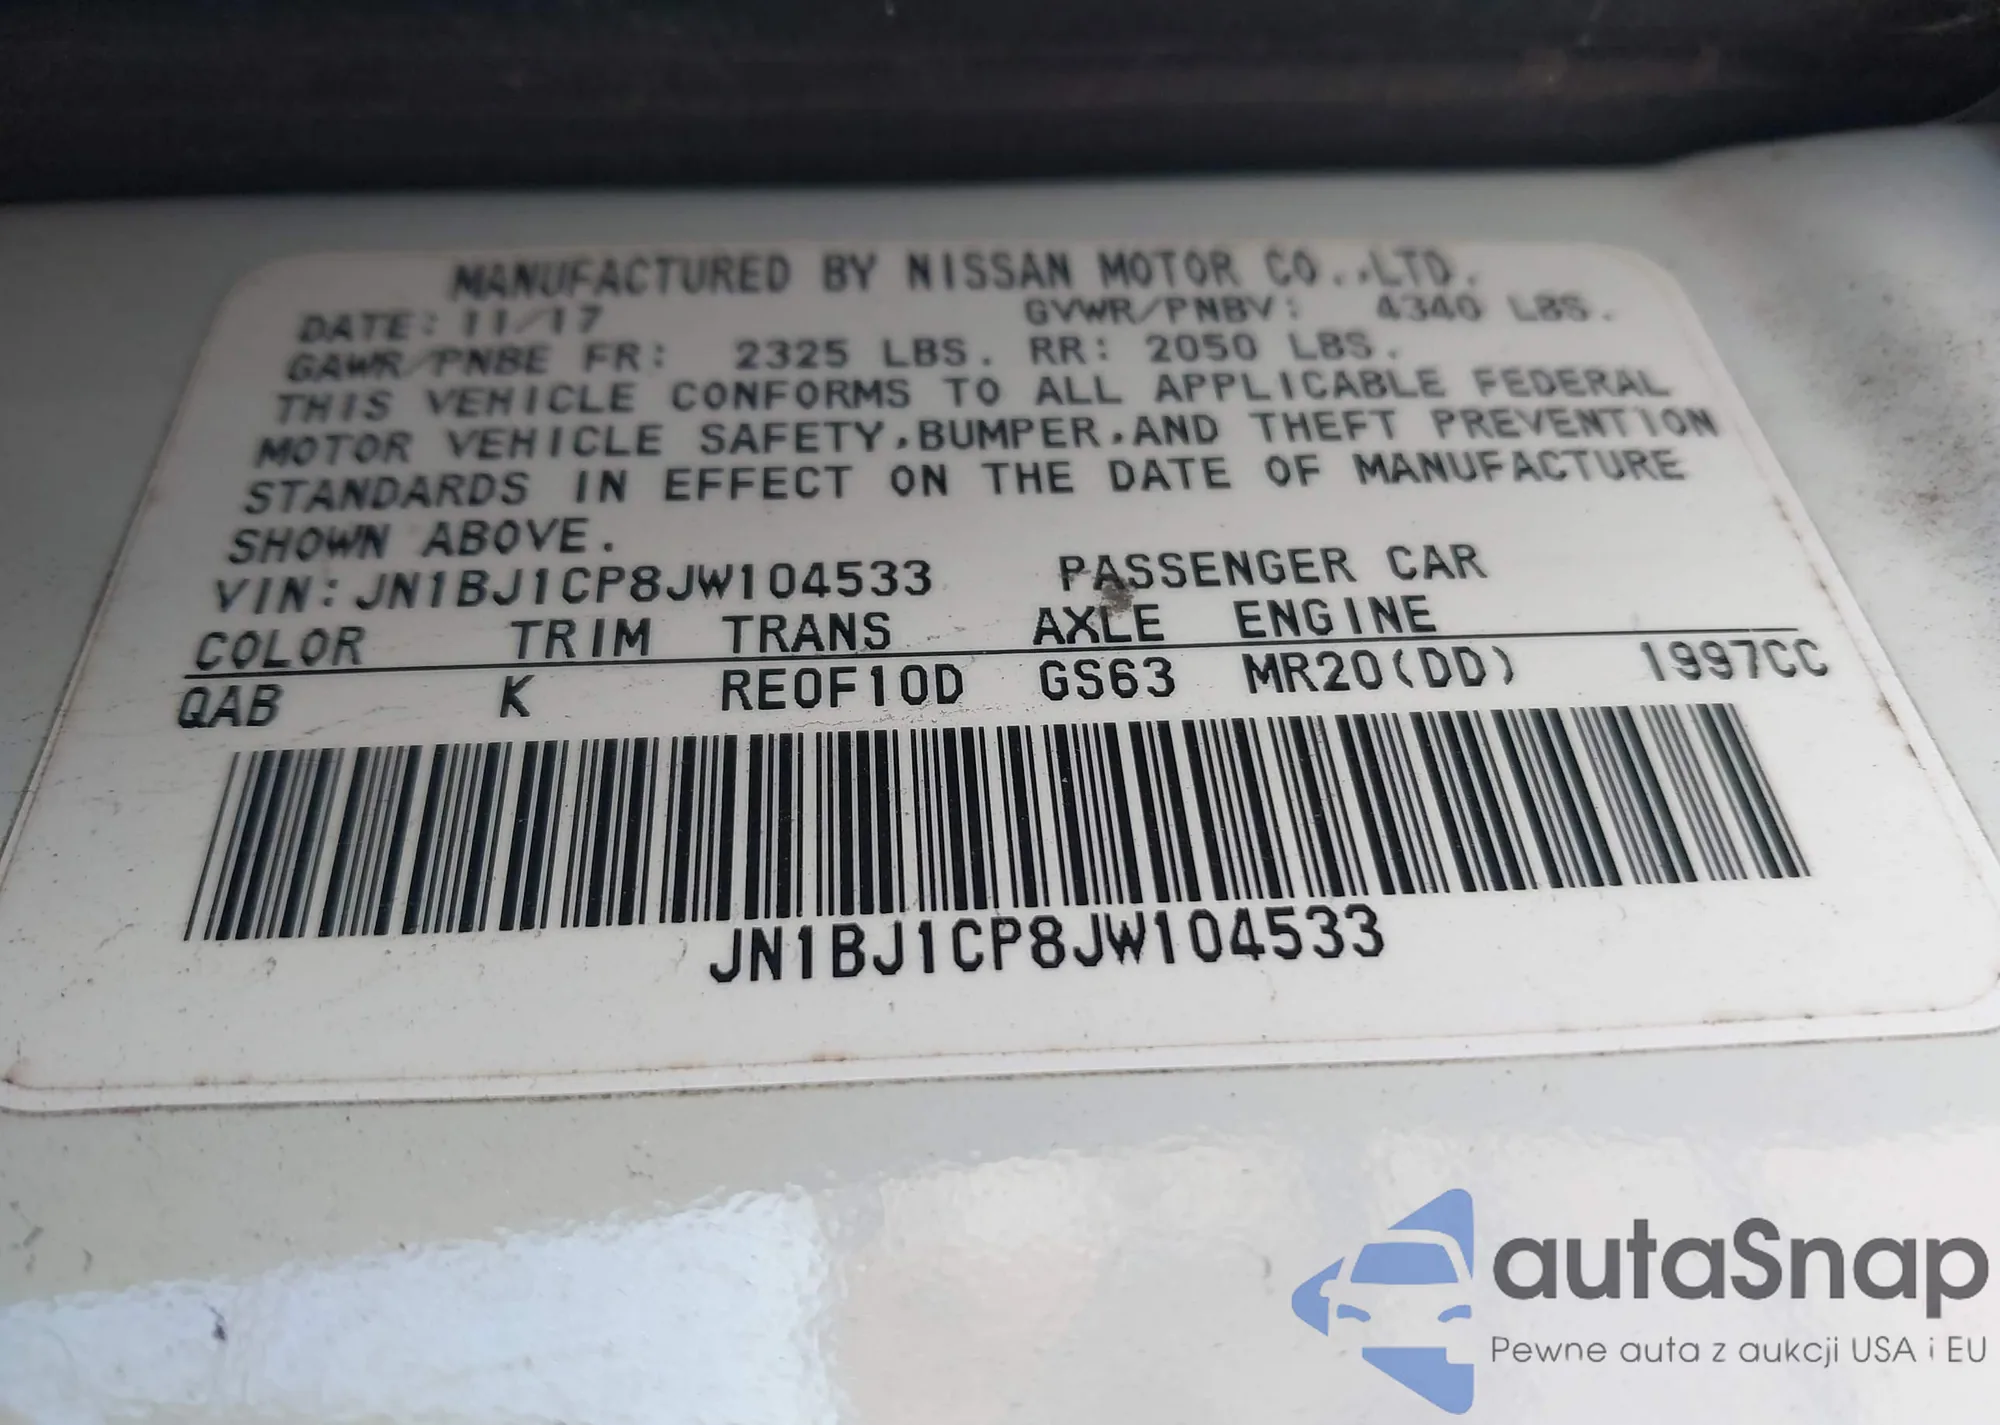 MANUFACTURED BY NISSAN MOTOR CO.,LTD.
DATE: 11/17 GVWR/PNBV: 4340 LBS.
GAWR/PNBE FR: 2325 LBS. RR: 2050 LBS.
THIS VEHICLE CONFORMS TO ALL APPLICABLE FEDERAL
MOTOR VEHICLE SAFETY,BUMPER,AND THEFT PREVENTION
STANDARDS IN EFFECT ON THE DATE OF MANUFACTURE
SHOWN ABOVE.
VIN:JN1BJ1CP8JW104533 PASSENGER CAR
COLOR TRIM TRANS AXLE ENGINE
QAB K RE0F10D GS63 MR20(DD) 1997CC
JN1BJ1CP8JW104533
autaSnap
Pewne auta z aukcji USA i EU